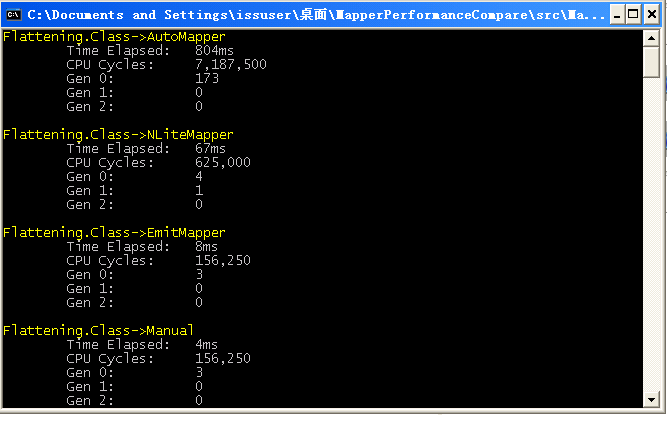 C:\Documents and Settings\issuser\桌面\MapperPerformanceCompare\src\Ma...
Flattening.Class->AutoMapper
Time Elapsed: 804ms
CPU Cycles: 7,187,500
Gen 0: 173
Gen 1: 0
Gen 2: 0
Flattening.Class->NLiteMapper
Time Elapsed: 67ms
CPU Cycles: 625,000
Gen 0: 4
Gen 1: 1
Gen 2: 0
Flattening.Class->EmitMapper
Time Elapsed: 8ms
CPU Cycles: 156,250
Gen 0: 3
Gen 1: 0
Gen 2: 0
Flattening.Class->Manual
Time Elapsed: 4ms
CPU Cycles: 156,250
Gen 0: 3
Gen 1: 0
Gen 2: 0